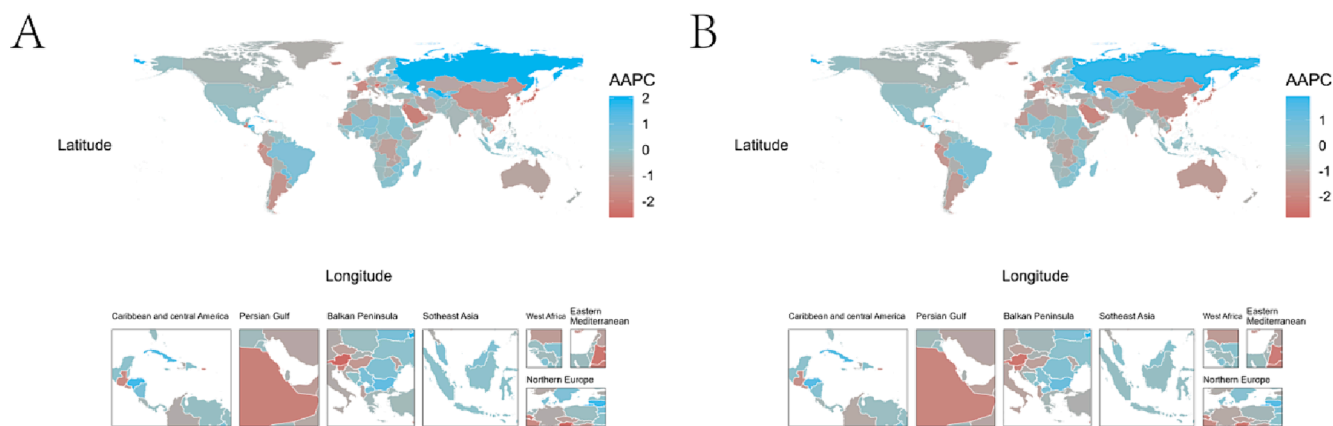 A
AAPC
2
1
0
-1
-2
Latitude
Longitude
Caribbean and central America
Persian Gulf
Balkan Peninsula
Sotheast Asia
West Africa
Eastern
Mediterranean
Northern Europe
B
AAPC
1
0
-1
-2
Latitude
Longitude
Caribbean and central America
Persian Gulf
Balkan Peninsula
Sotheast Asia
West Africa
Eastern
Mediterranean
Northern Europe